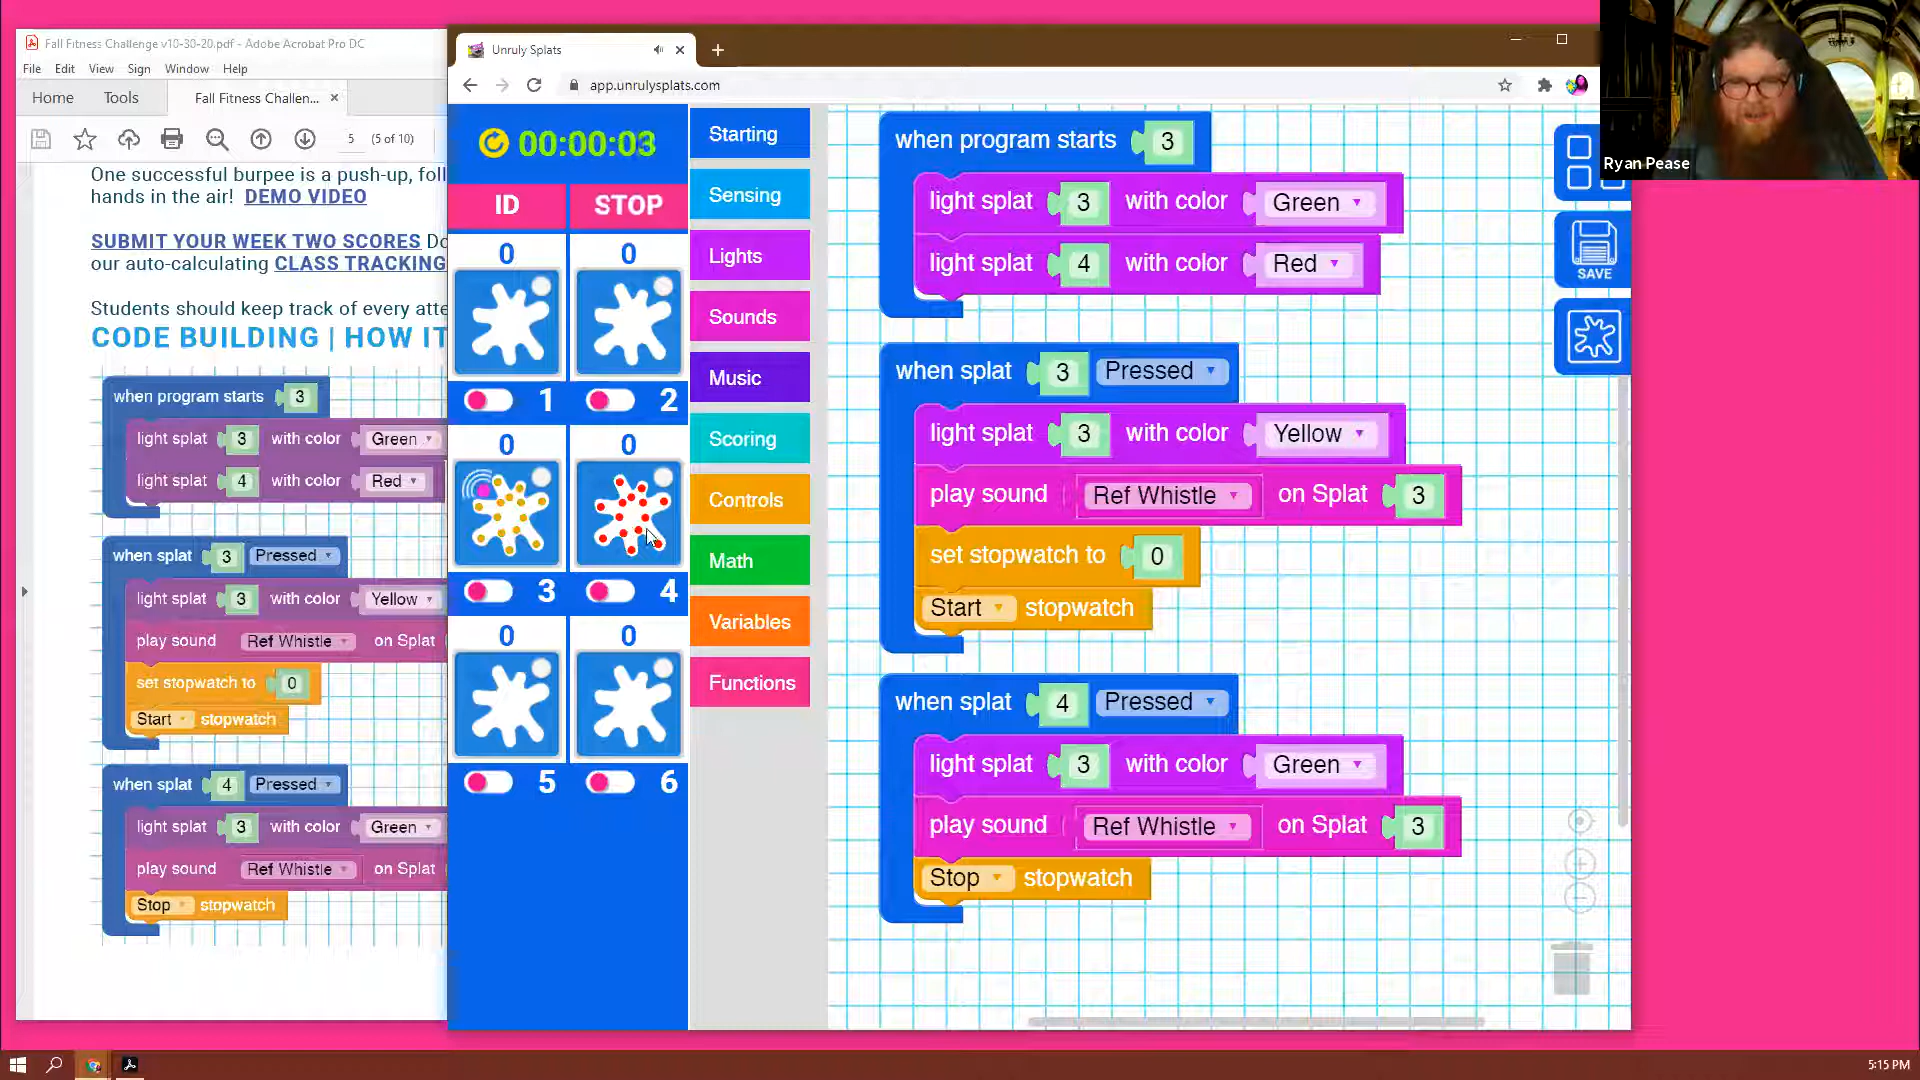 Fall Fitness Challenge v10-30-20.pdf - Adobe Acrobat Pro DC
File Edit View Sign Window Help
Home Tools Fall Fitness Challen... ×
5 (5 of 10)
One successful burpee is a push-up, foll
hands in the air! DEMO VIDEO
SUBMIT YOUR WEEK TWO SCORES Do
our auto-calculating CLASS TRACKING
Students should keep track of every atte
CODE BUILDING | HOW IT
when program starts 3
light splat 3 with color Green
light splat 4 with color Red
when splat 3 Pressed
light splat 3 with color Yellow
play sound Ref Whistle on Splat
set stopwatch to 0
Start stopwatch
when splat 4 Pressed
light splat 3 with color Green
play sound Ref Whistle on Splat
Stop stopwatch
Unruly Splats
app.unrulysplats.com
00:00:03
ID STOP
0 0
1 2
0 0
3 4
0 0
5 6
Starting
Sensing
Lights
Sounds
Music
Scoring
Controls
Math
Variables
Functions
when program starts 3
light splat 3 with color Green
light splat 4 with color Red
when splat 3 Pressed
light splat 3 with color Yellow
play sound Ref Whistle on Splat 3
set stopwatch to 0
Start stopwatch
when splat 4 Pressed
light splat 3 with color Green
play sound Ref Whistle on Splat 3
Stop stopwatch
SAVE
Ryan Pease
5:15 PM